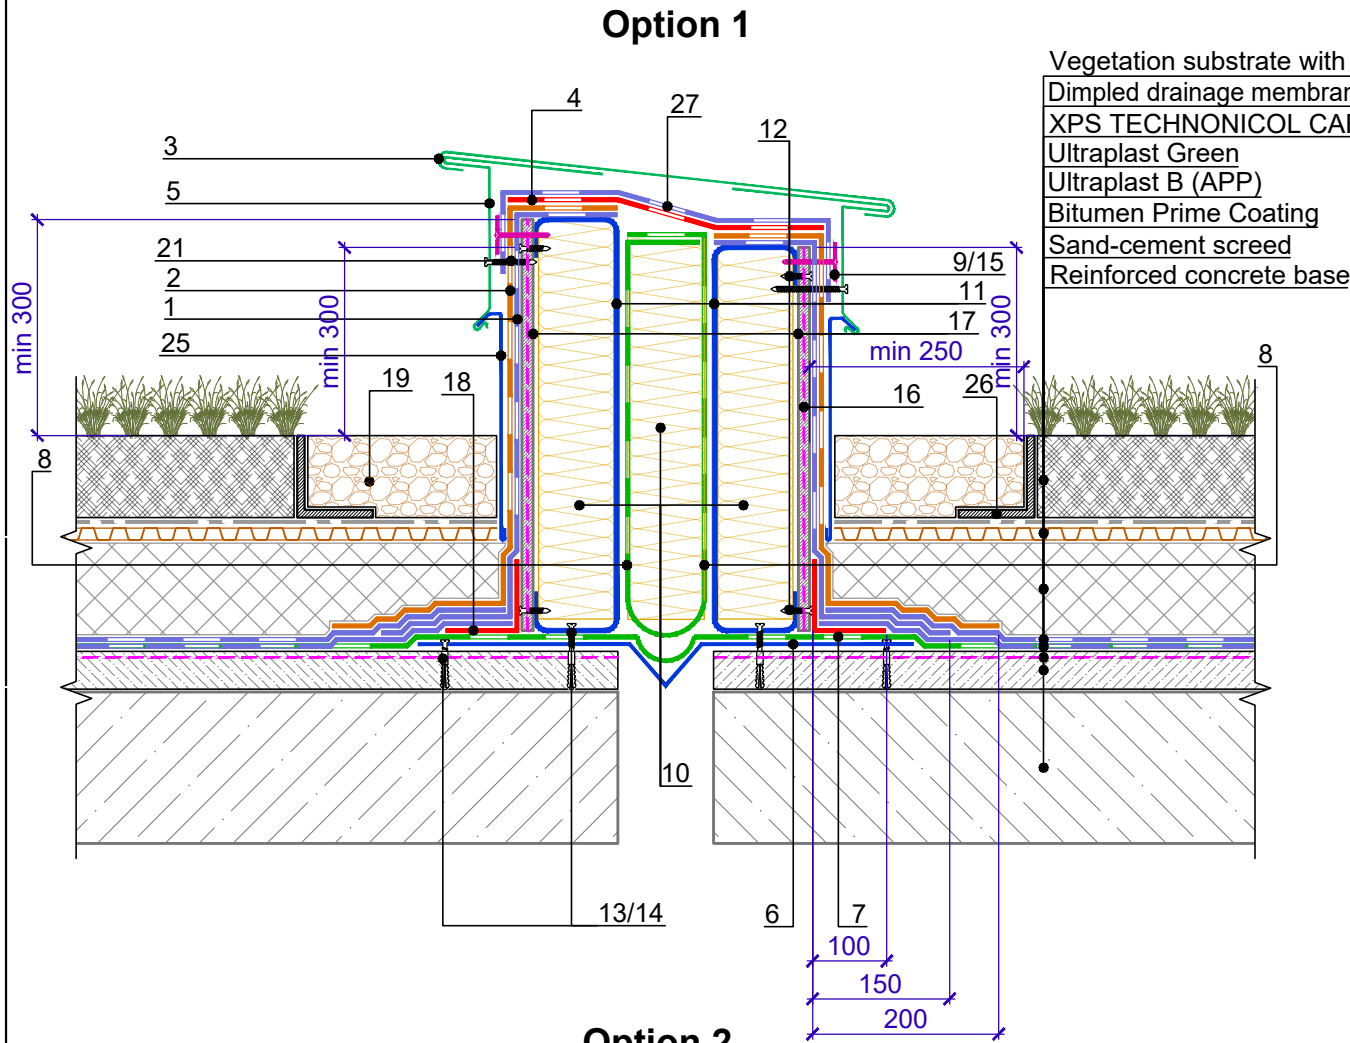 Option 1
Vegetation substrate with
Dimpled drainage
XPS TECHNONICOL
Ultraplast Green
Ultraplast B (APP)
Bitumen Prime Coating
Sand-cement screed
Reinforced concrete base
4
27
12
3
5
21
2
1
25
min 300
min 300
9/15
11
17
min 300
min 250
8
19
18
16
26
8
10
13/14
6
7
100
150
200
Option 2